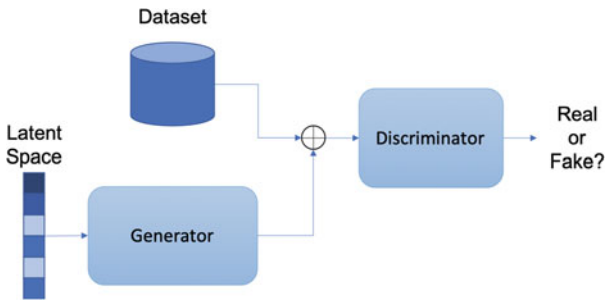 Dataset
Latent
Space
Generator
Discriminator
Real
or
Fake?